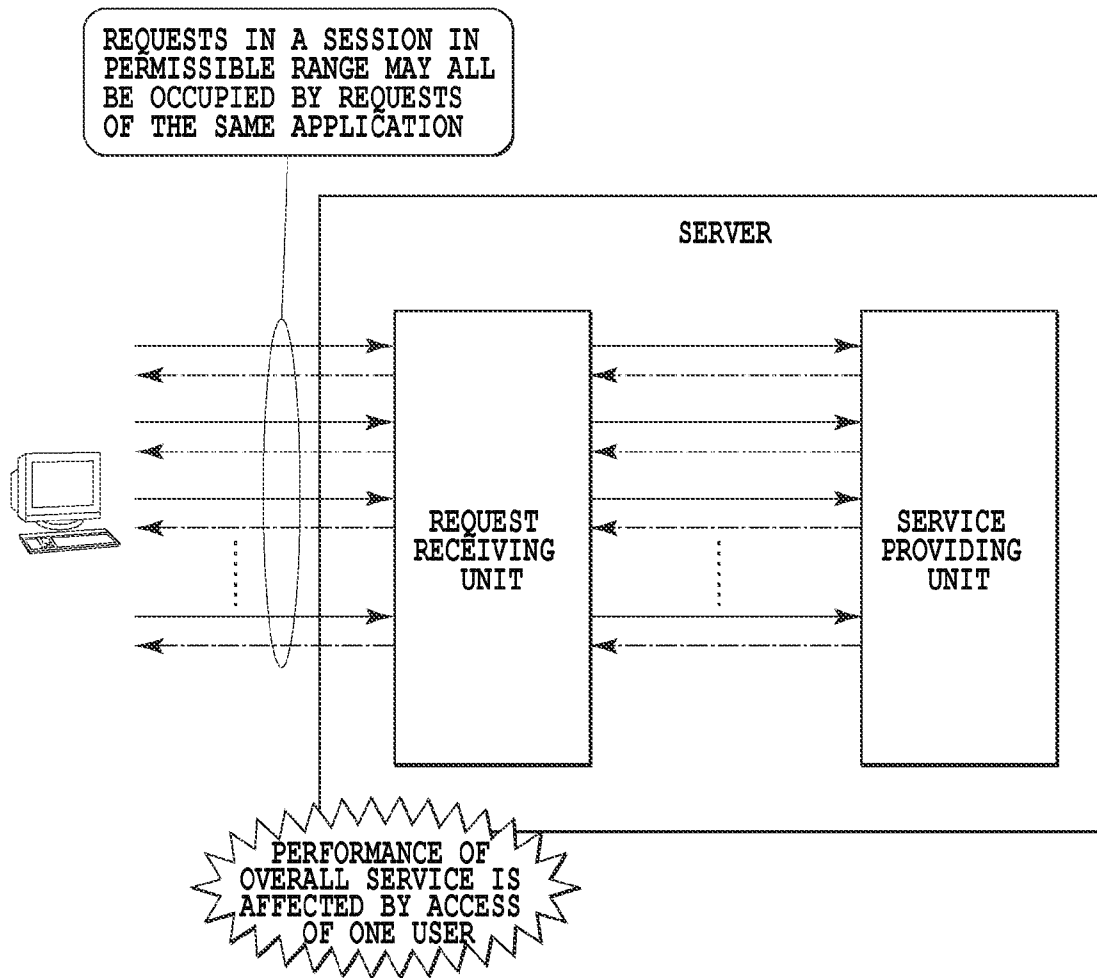 REQUESTS IN A SESSION IN
PERMISSIBLE RANGE MAY ALL
BE OCCUPIED BY REQUESTS
OF THE SAME APPLICATION
SERVER
REQUEST
RECEIVING
UNIT
SERVICE
PROVIDING
UNIT
PERFORMANCE OF
OVERALL SERVICE IS
AFFECTED BY ACCESS
OF ONE USER